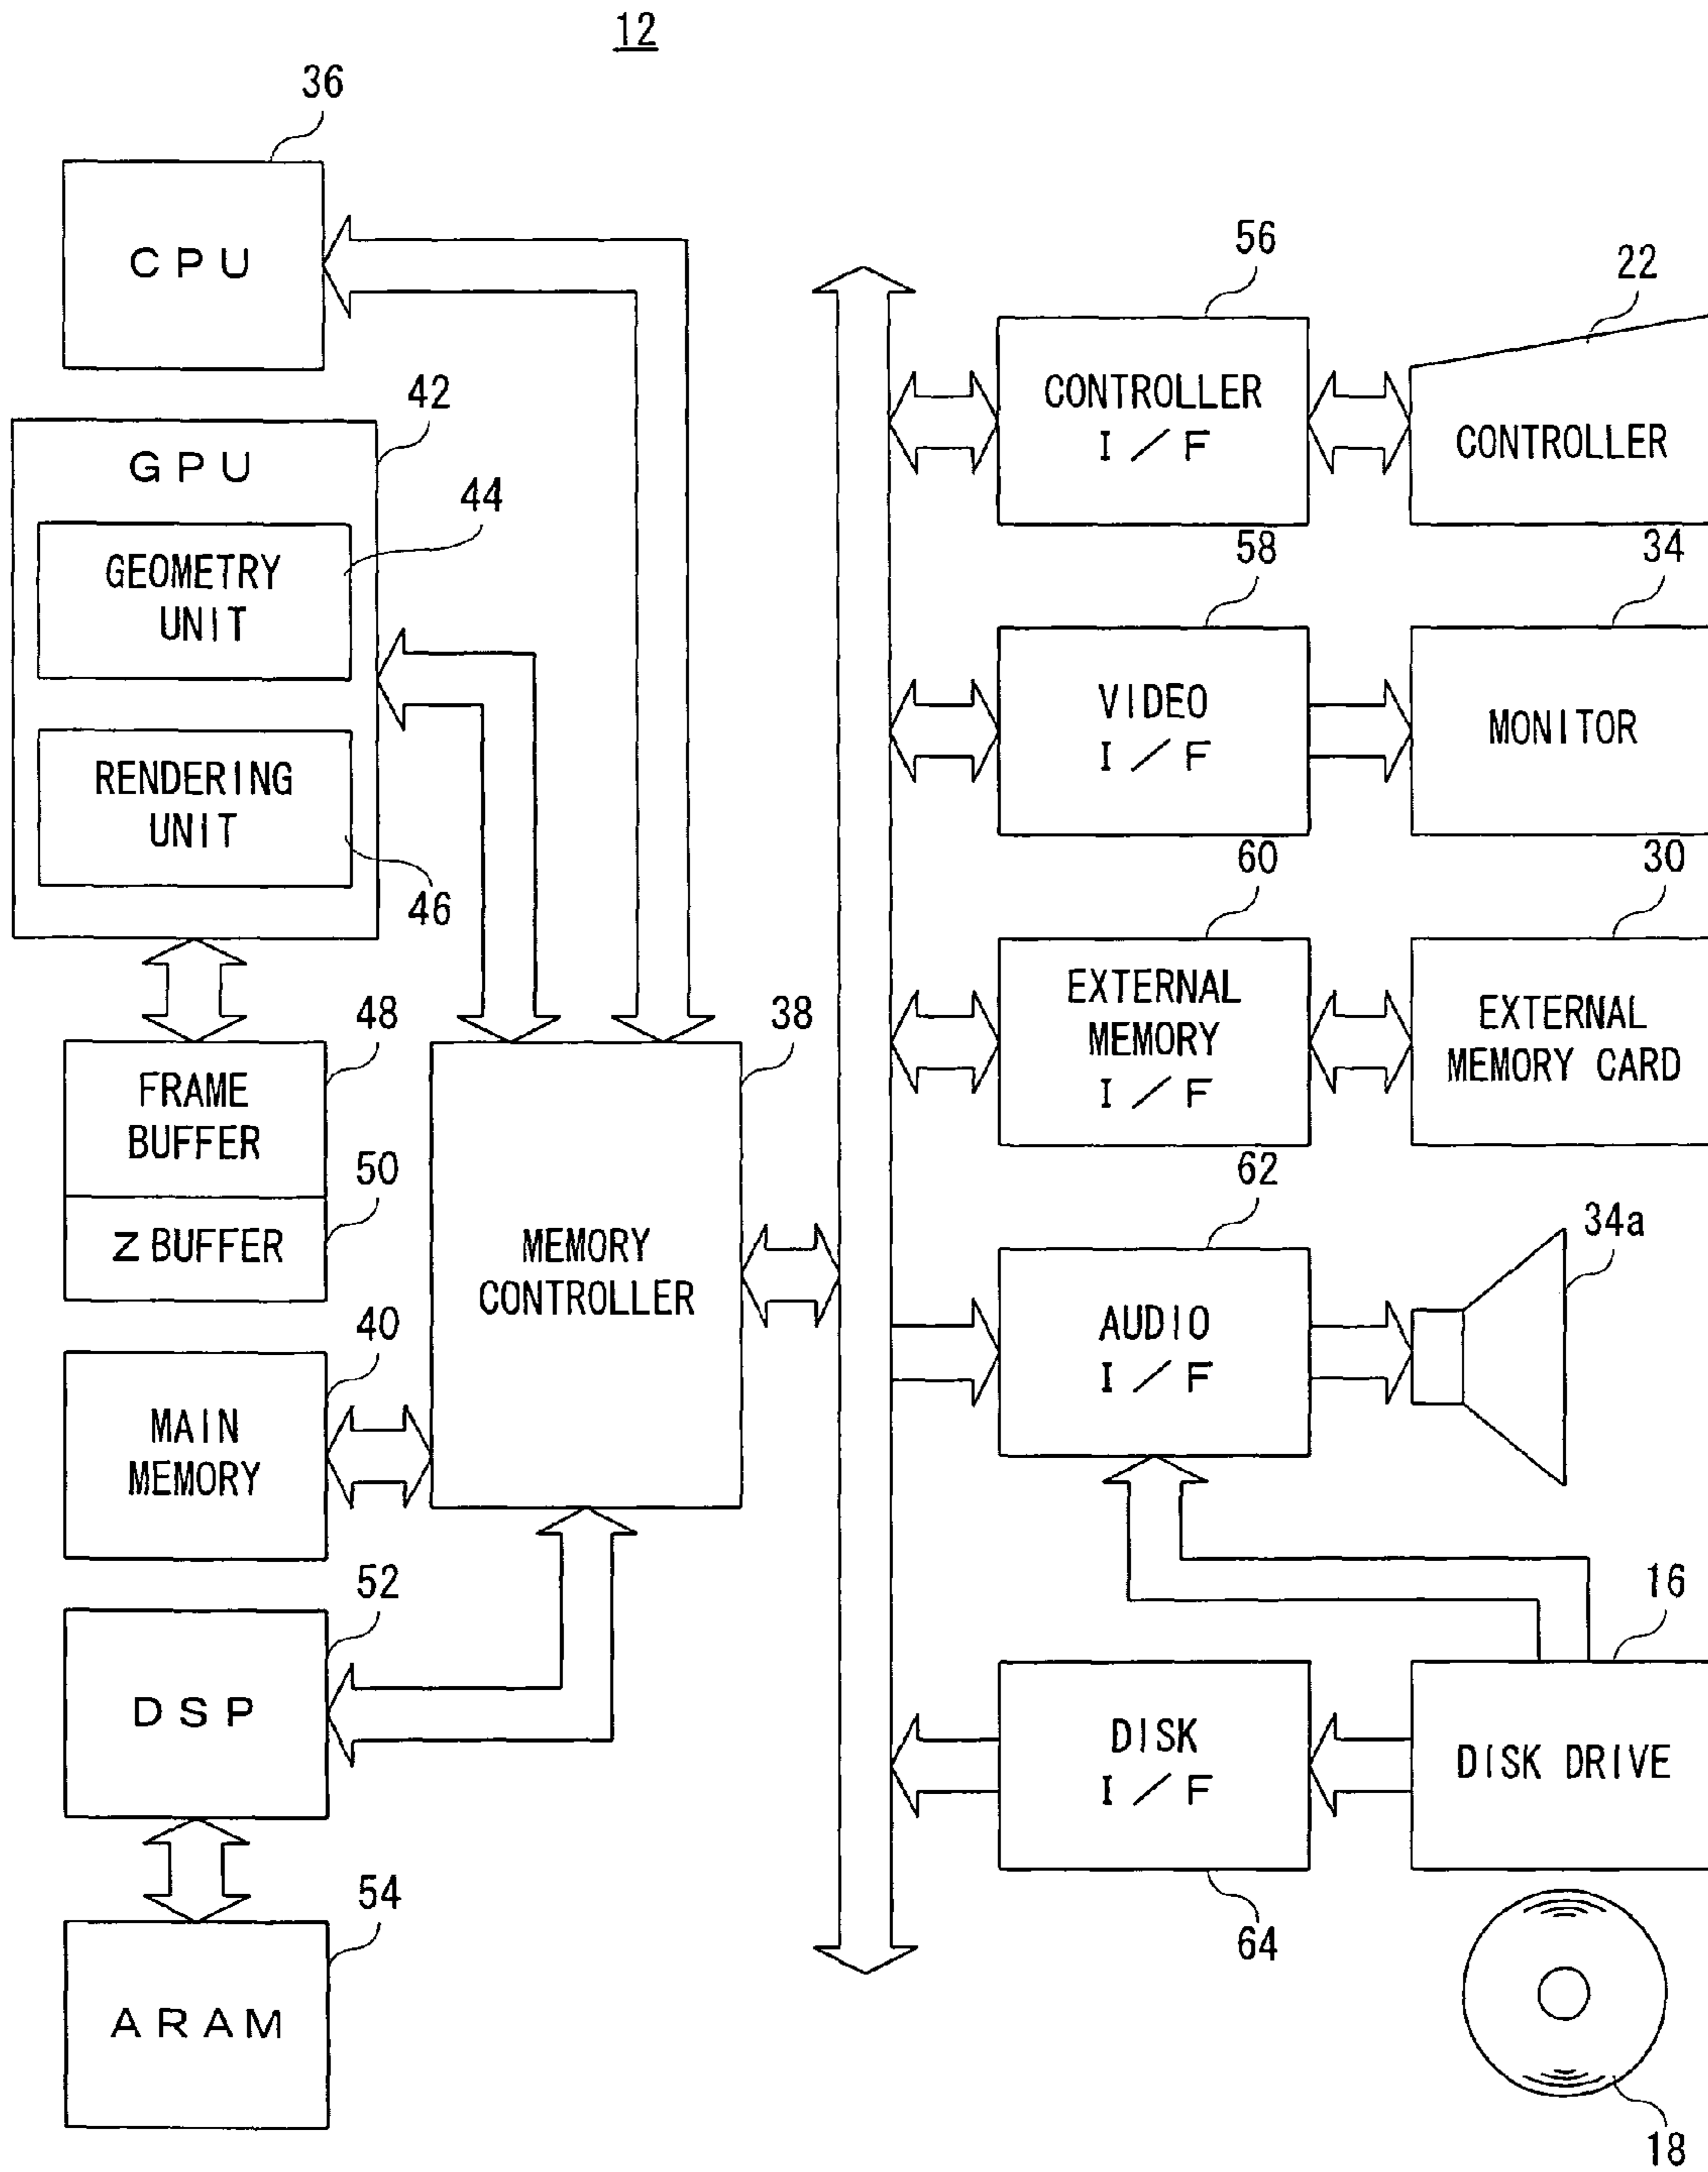 12
36
CPU
42
GPU
44
GEOMETRY
UNIT
RENDERING
UNIT
46
48
FRAME
BUFFER
50
Z BUFFER
40
MAIN
MEMORY
52
DSP
54
ARAM
38
MEMORY
CONTROLLER
56
CONTROLLER
I/F
22
CONTROLLER
58
VIDEO
I/F
34
MONITOR
60
EXTERNAL
MEMORY
I/F
30
EXTERNAL
MEMORY CARD
62
AUDIO
I/F
34a
16
DISK
I/F
64
DISK DRIVE
18